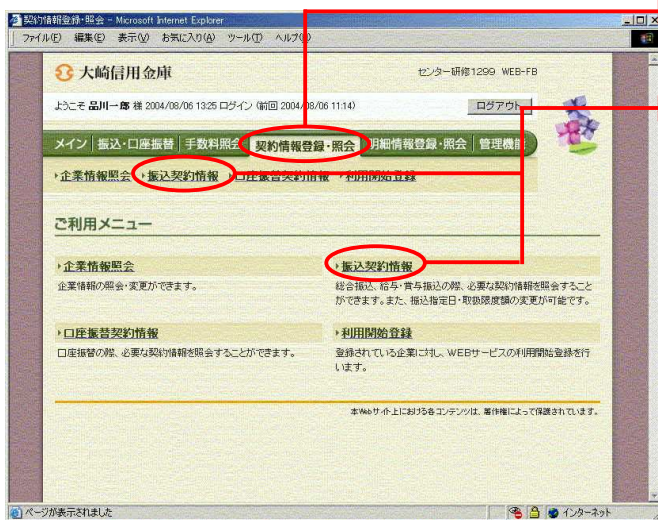 契約情報登録・照会 - Microsoft Internet Explorer
ファイル(F) 編集(E) 表示(V) お気に入り(A) ツール(T) ヘルプ(H)
大崎信用金庫
センター研修1299 WEB-FB
ようこそ 品川一郎 様 2004/08/06 13:25 ログイン (前回 2004/08/06 11:14)
ログアウト
メイン 振込・口座振替 手数料照会 契約情報登録・照会 明細情報登録・照会 管理機能
企業情報照会 振込契約情報 口座振替契約情報 利用開始登録
ご利用メニュー
企業情報照会
企業情報の照会・変更ができます。
振込契約情報
総合振込、給与・賞与振込の際、必要な契約情報を照会すること
ができます。また、振込指定日・取扱限度額の変更が可能です。
口座振替契約情報
口座振替の際、必要な契約情報を照会することができます。
利用開始登録
登録されている企業に対し、WEBサービスの利用開始登録を行
います。
本Webサイト上における各コンテンツは、著作権によって保護されています。
ページが表示されました
インターネット